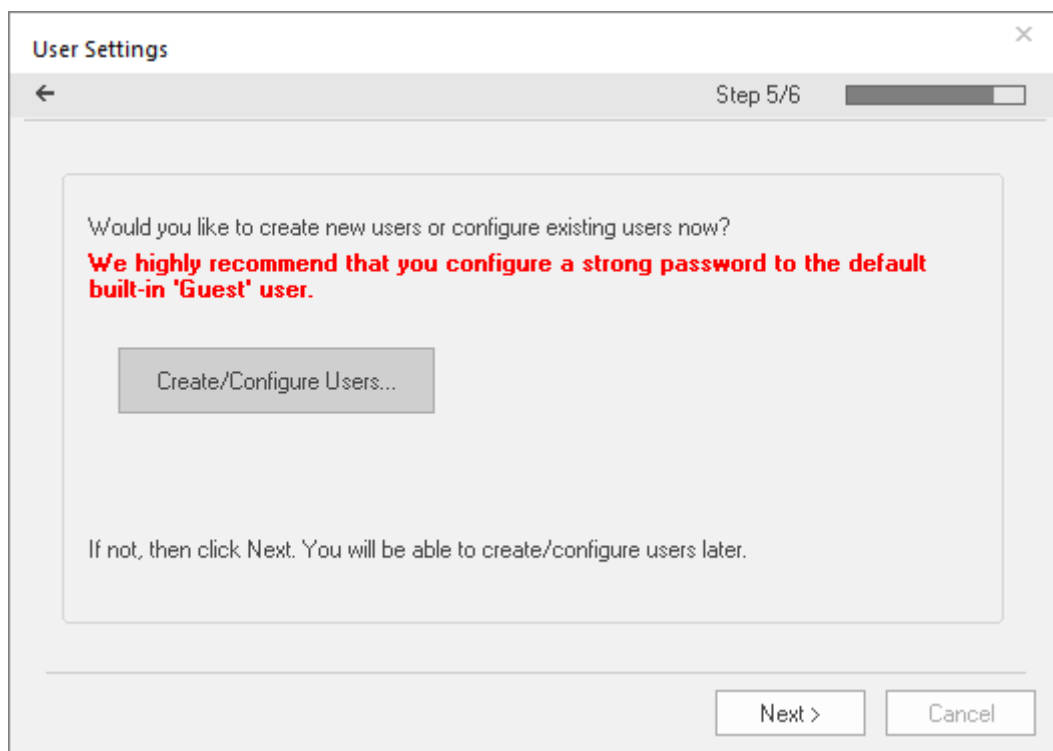 User Settings
Step 5/6
Would you like to create new users or configure existing users now?
We highly recommend that you configure a strong password to the default
built-in 'Guest' user.
Create/Configure Users...
If not, then click Next. You will be able to create/configure users later.
Next >
Cancel